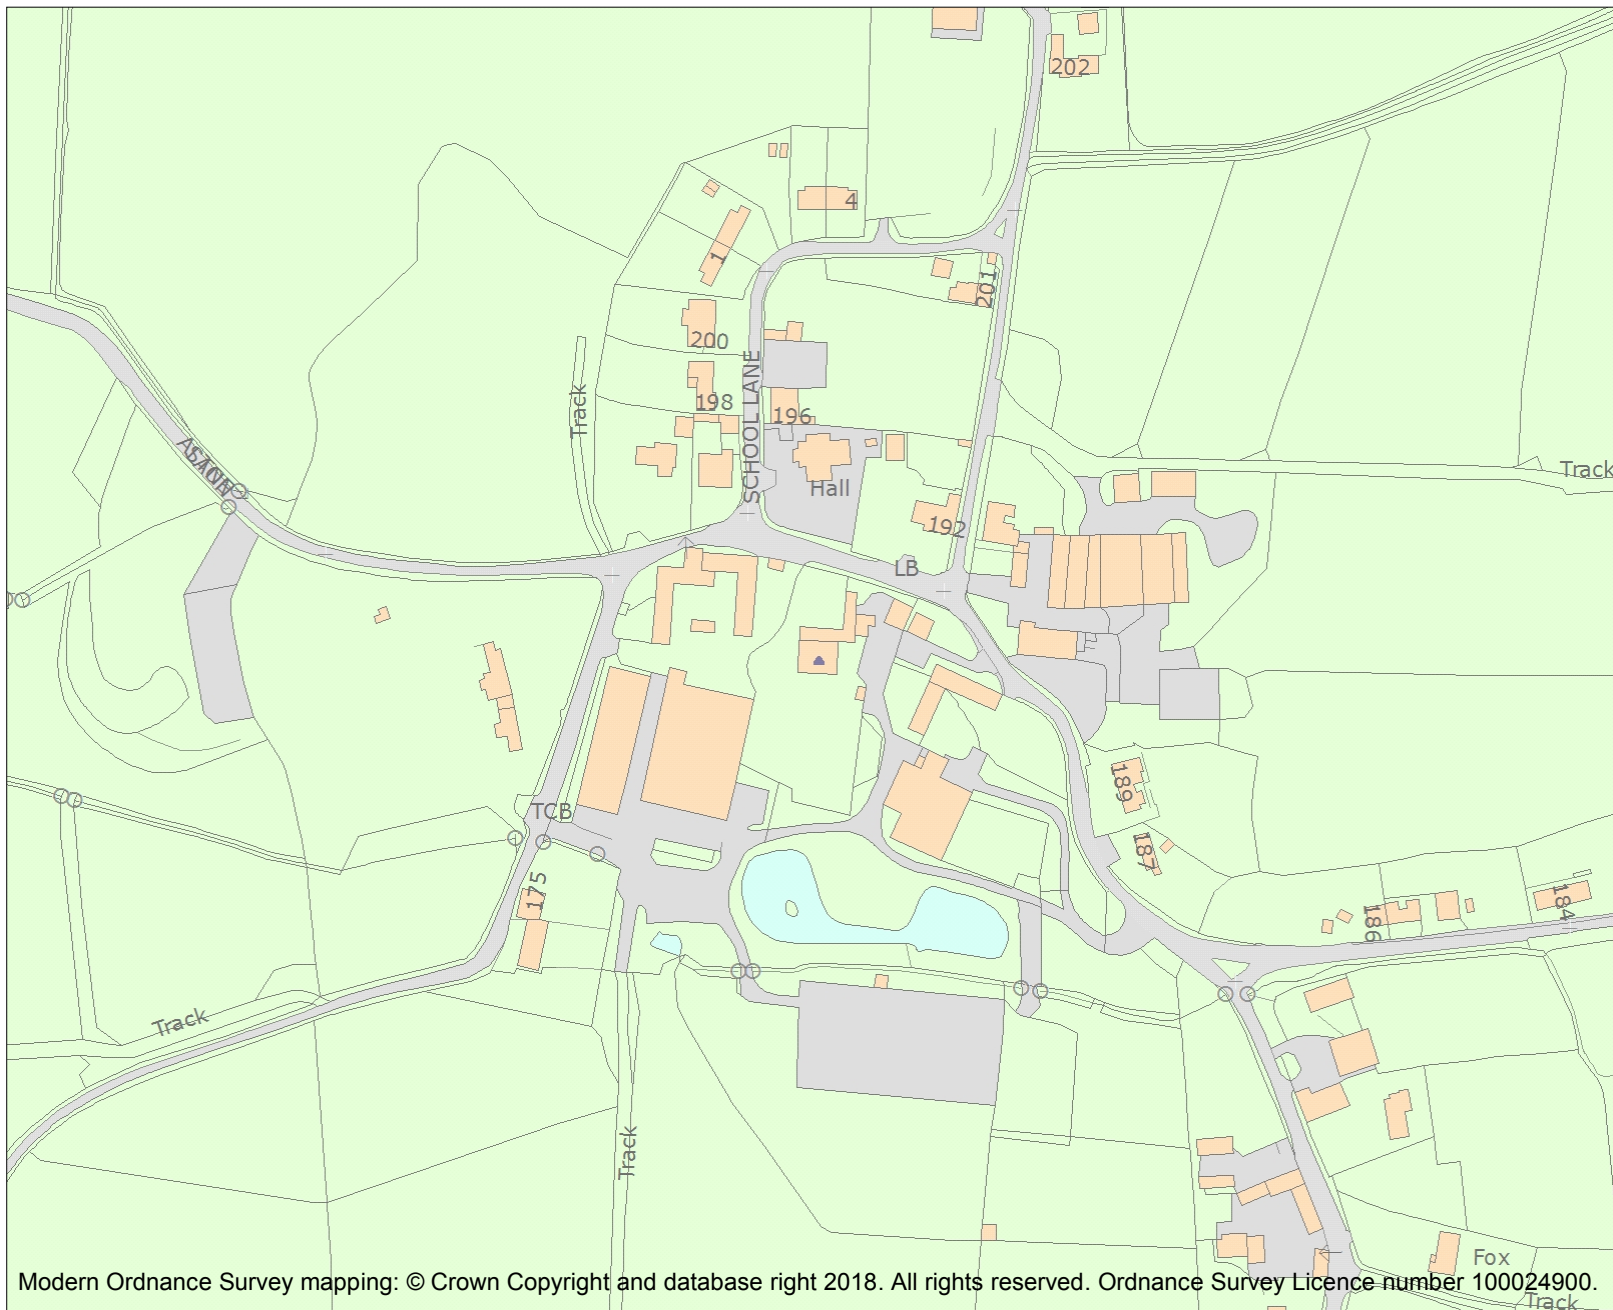 202
4
1
201
200
SCHOOL LANE
Track
198
196
Track
Hall
192
LB
189
TCB
187
175
184
186
Track
Track
Fox
Modern Ordnance Survey mapping: © Crown Copyright and database right 2018. All rights reserved. Ordnance Survey Licence number 100024900.
Track